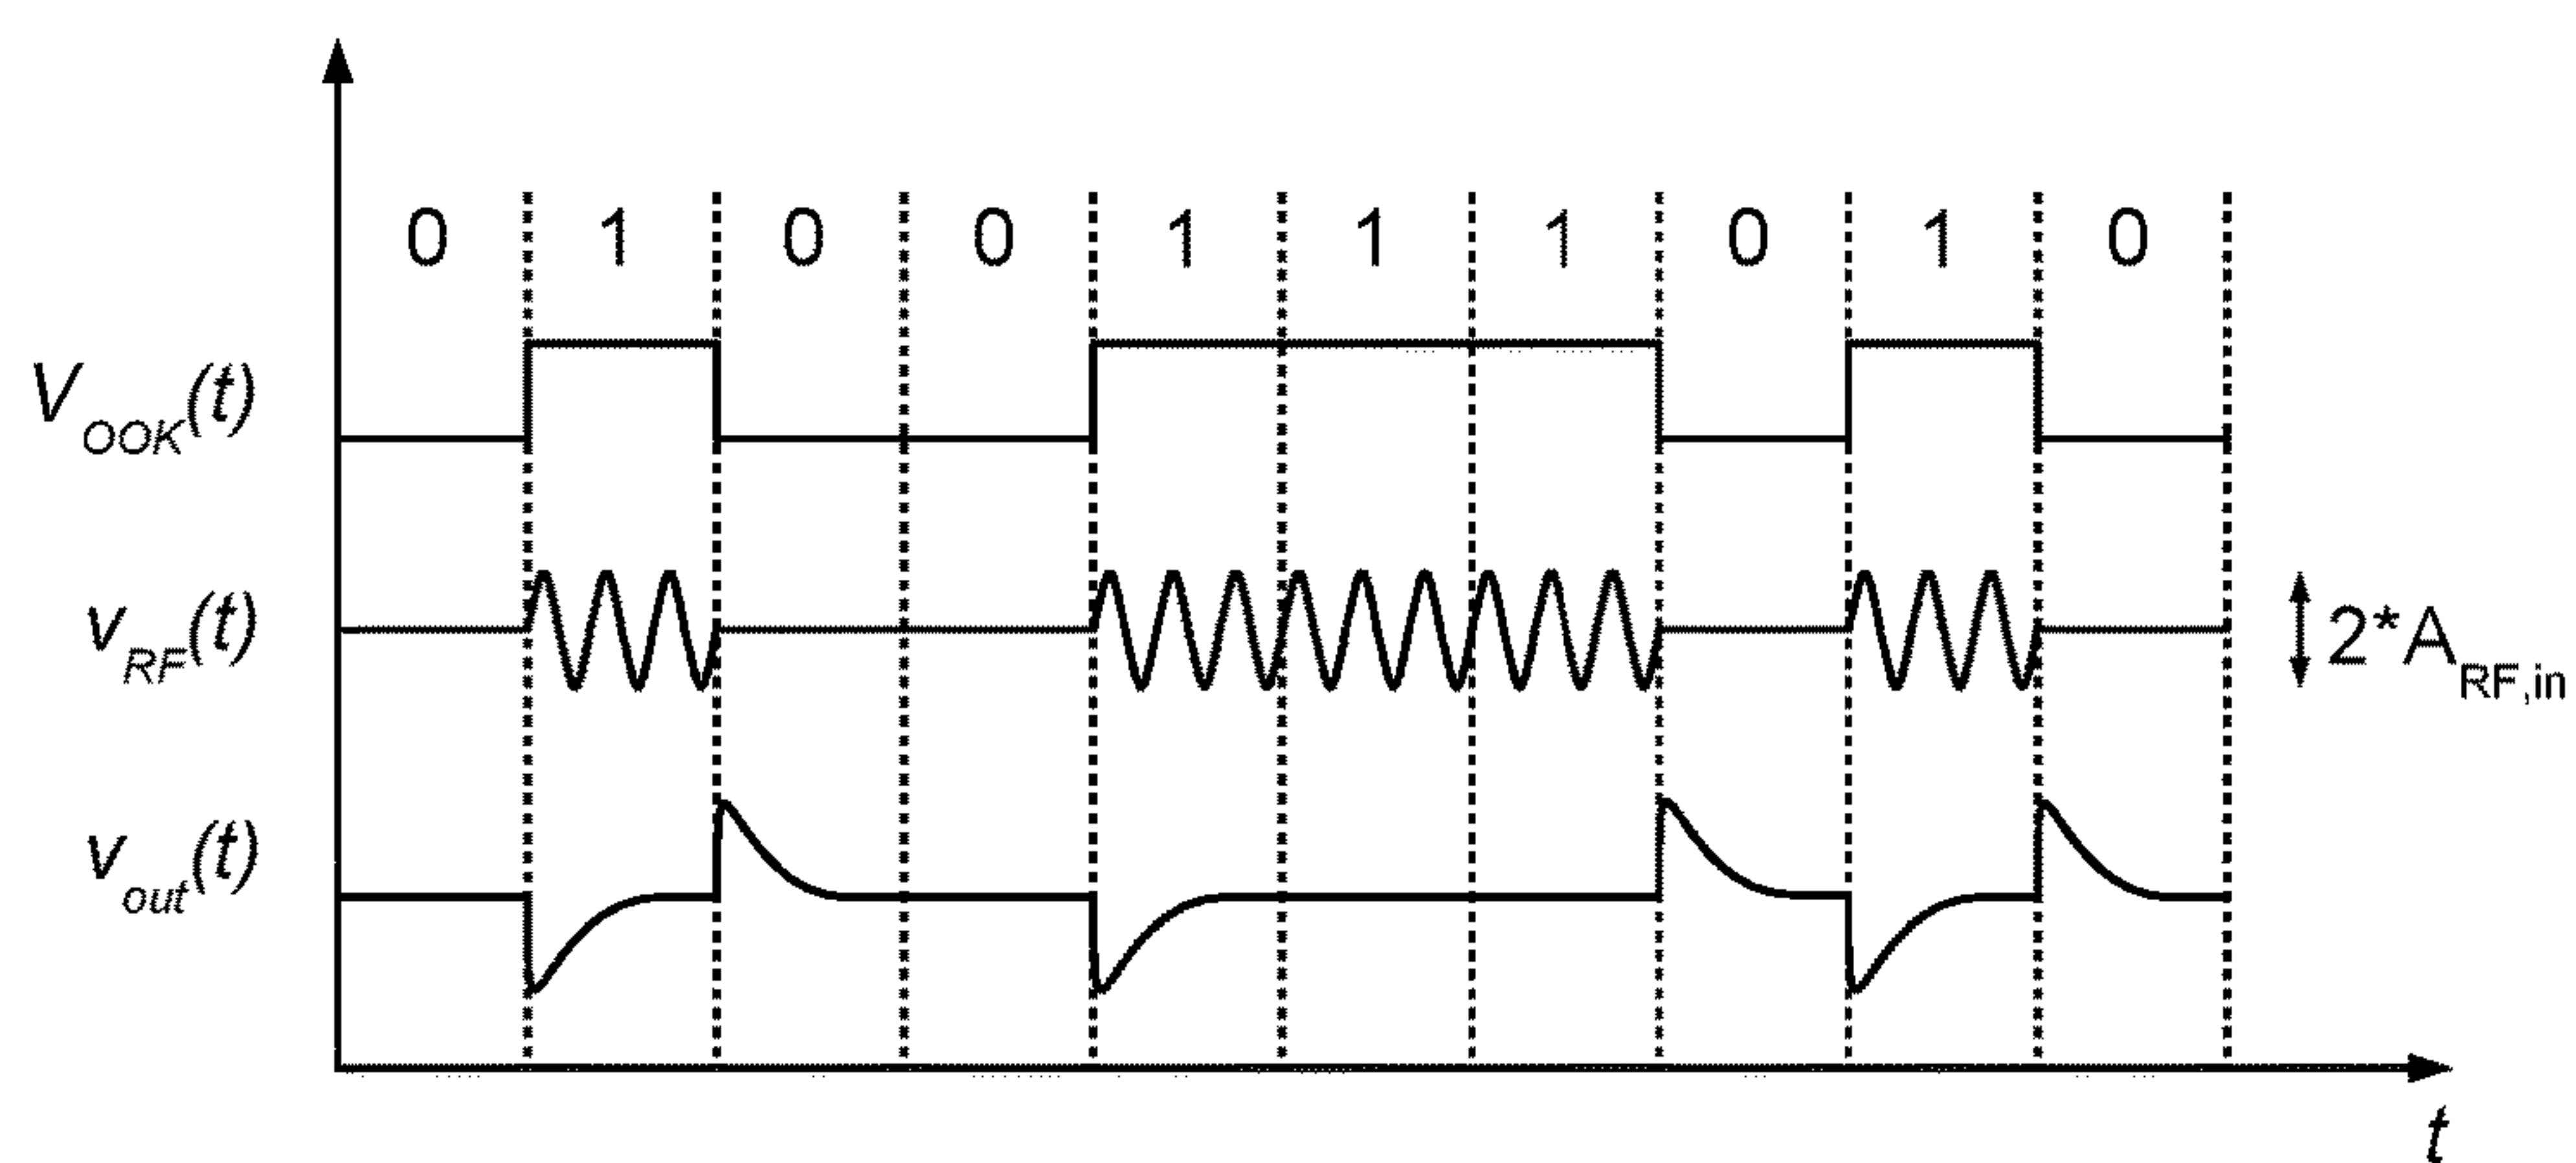 0 1 0 0 1 1 1 0 1 0
V_OOK(t)
v_RF(t)
2*A_RF,in
v_out(t)
t